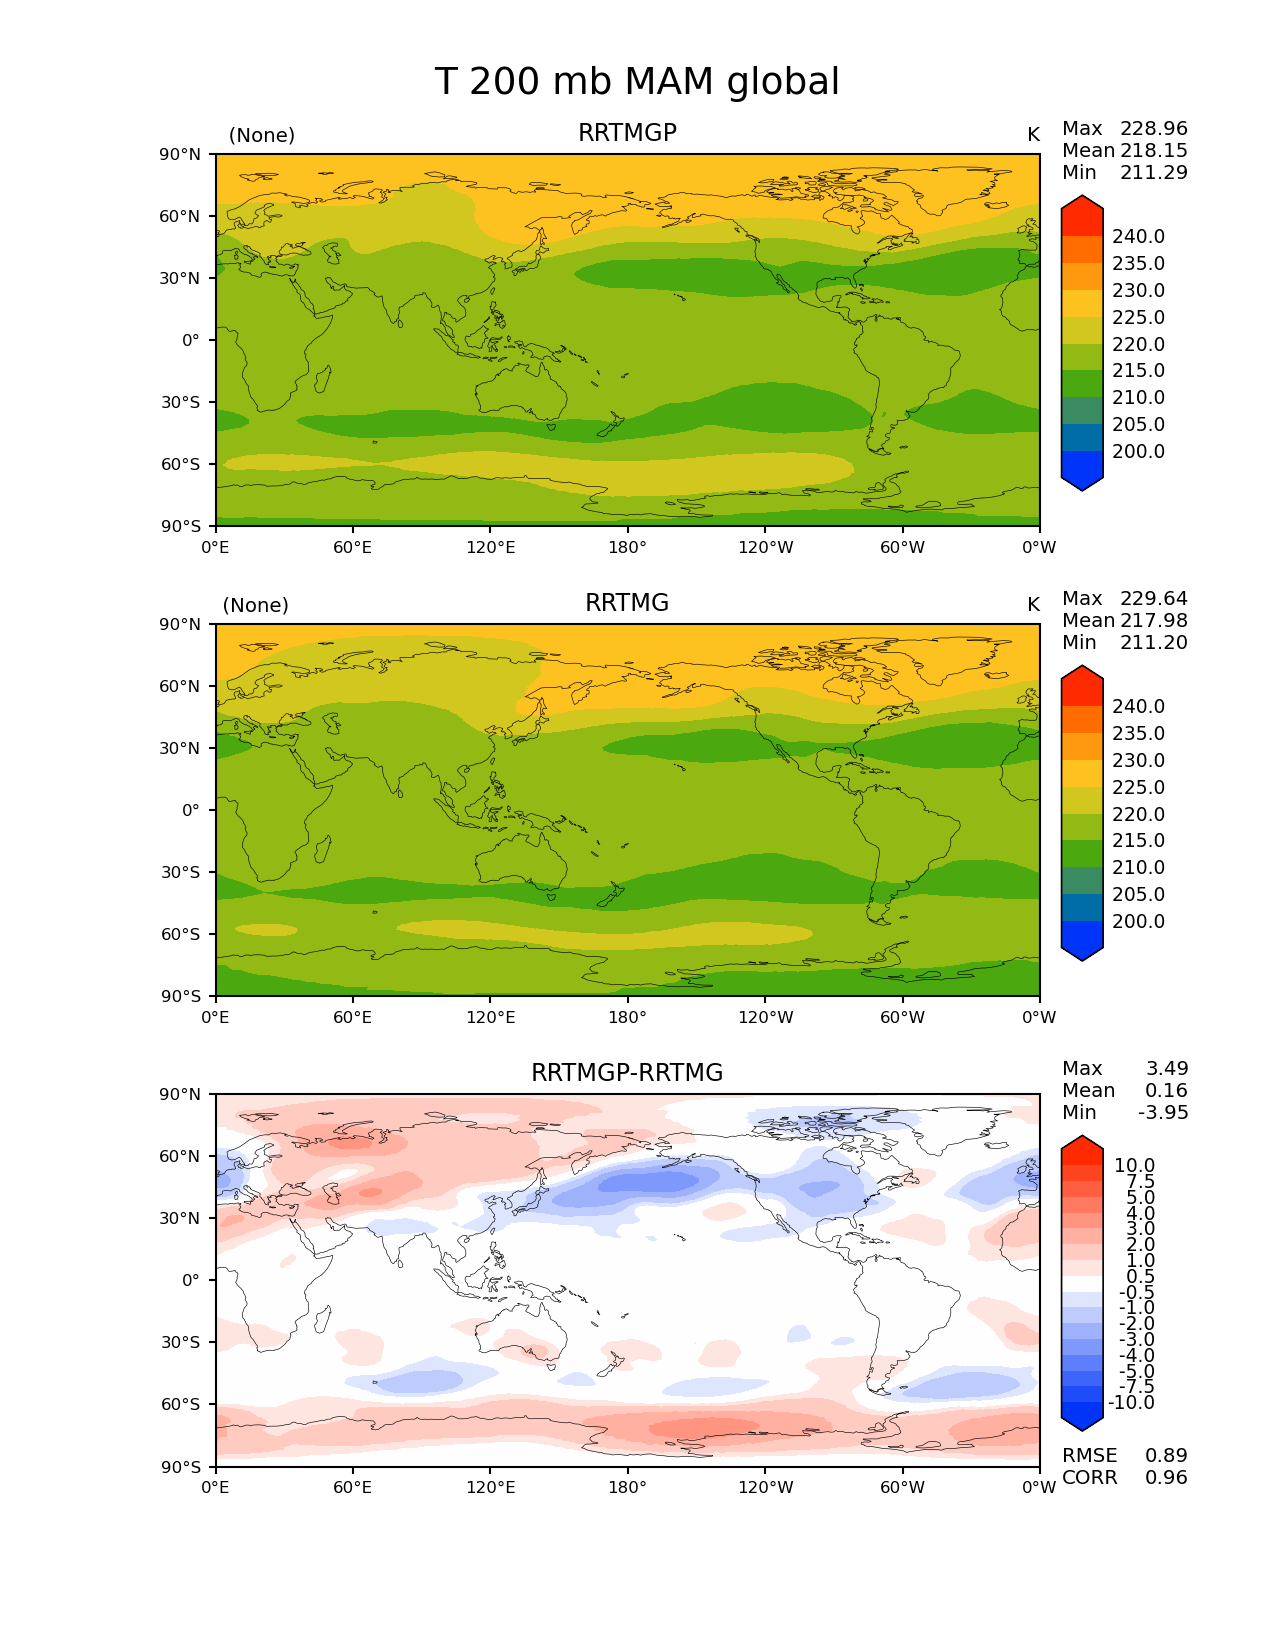 T 200 mb MAM global
(None) RRTMGP K
Max 228.96
Mean 218.15
Min 211.29
90°N
60°N
30°N
0°
30°S
60°S
90°S
0°E 60°E 120°E 180° 120°W 60°W 0°W
240.0
235.0
230.0
225.0
220.0
215.0
210.0
205.0
200.0
(None) RRTMG K
Max 229.64
Mean 217.98
Min 211.20
90°N
60°N
30°N
0°
30°S
60°S
90°S
0°E 60°E 120°E 180° 120°W 60°W 0°W
240.0
235.0
230.0
225.0
220.0
215.0
210.0
205.0
200.0
RRTMGP-RRTMG
Max 3.49
Mean 0.16
Min -3.95
90°N
60°N
30°N
0°
30°S
60°S
90°S
0°E 60°E 120°E 180° 120°W 60°W 0°W
10.0
7.5
5.0
4.0
3.0
2.0
1.0
0.5
-0.5
-1.0
-2.0
-3.0
-4.0
-5.0
-7.5
-10.0
RMSE 0.89
CORR 0.96